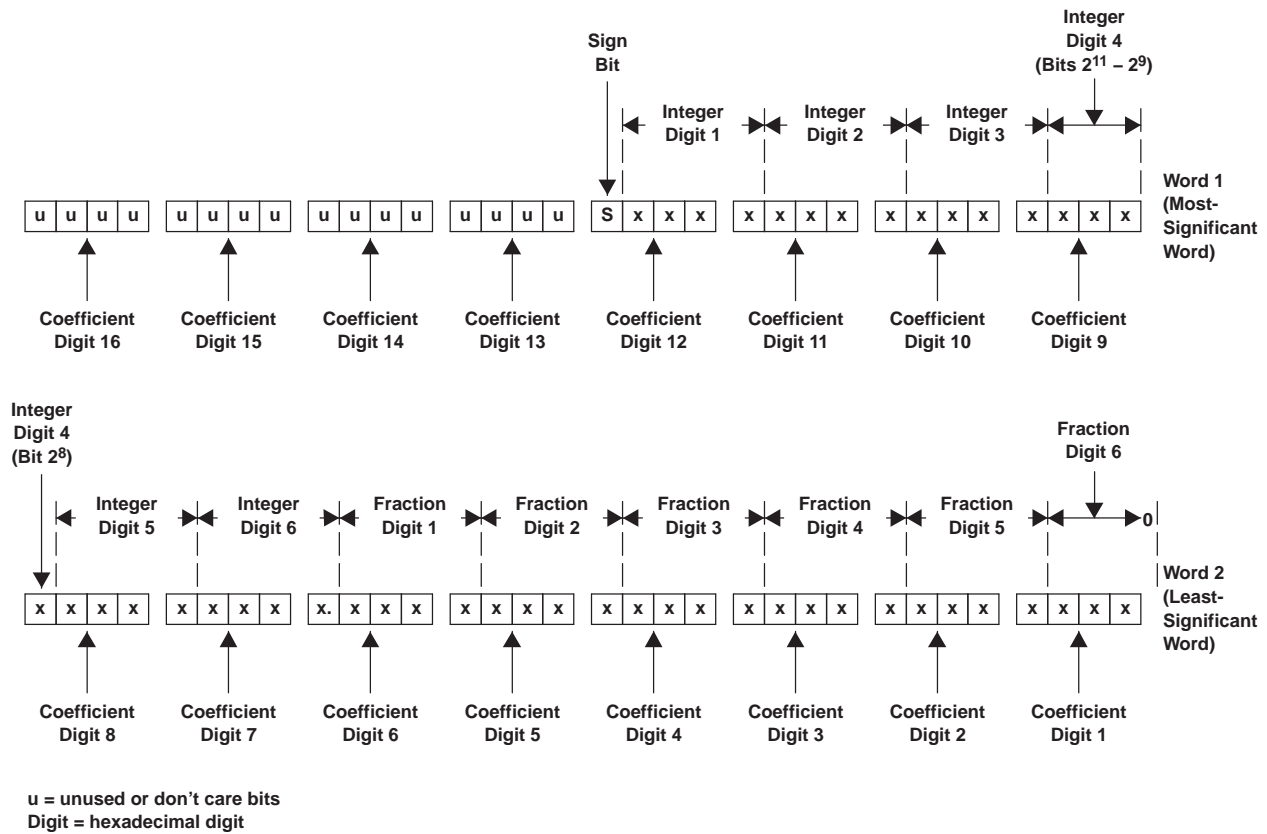 Integer
Digit 4
(Bits 2¹¹ – 2⁹)
Sign
Bit
Integer
Digit 1
Integer
Digit 2
Integer
Digit 3
Word 1
(Most-
Significant
Word)
u u u u u u u u u u u u u u u u S x x x x x x x x x x x x x x x
Coefficient
Digit 16
Coefficient
Digit 15
Coefficient
Digit 14
Coefficient
Digit 13
Coefficient
Digit 12
Coefficient
Digit 11
Coefficient
Digit 10
Coefficient
Digit 9
Integer
Digit 4
(Bit 2⁸)
Fraction
Digit 6
Integer
Digit 5
Integer
Digit 6
Fraction
Digit 1
Fraction
Digit 2
Fraction
Digit 3
Fraction
Digit 4
Fraction
Digit 5
0
Word 2
(Least-
Significant
Word)
x x x x x x x x x. x x x x x x x x x x x x x x x x x x x x x x x
Coefficient
Digit 8
Coefficient
Digit 7
Coefficient
Digit 6
Coefficient
Digit 5
Coefficient
Digit 4
Coefficient
Digit 3
Coefficient
Digit 2
Coefficient
Digit 1
u = unused or don’t care bits
Digit = hexadecimal digit